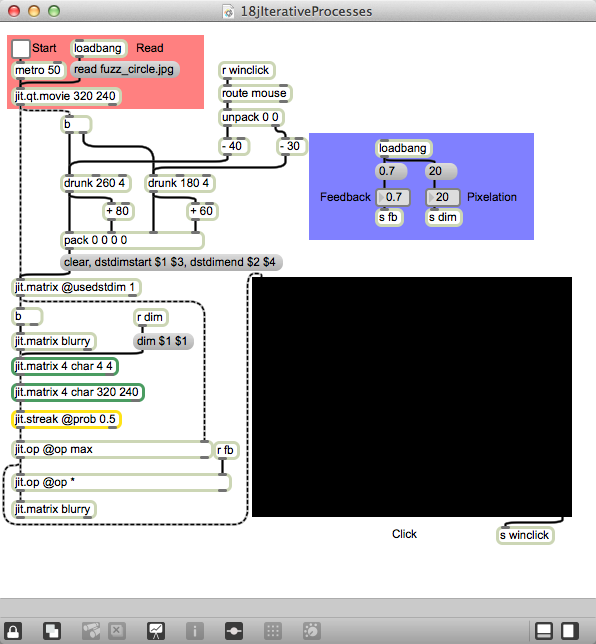 18jIterativeProcesses
Start
loadbang
Read
metro 50
read fuzz_circle.jpg
jit.qt.movie 320 240
r winclick
route mouse
b
unpack 0 0
- 40
- 30
loadbang
0.7
20
Feedback
0.7
20
Pixelation
s fb
s dim
drunk 260 4
drunk 180 4
+ 80
+ 60
pack 0 0 0 0
clear, dstdimstart $1 $3, dstdimend $2 $4
jit.matrix @usedstdim 1
b
r dim
jit.matrix blurry
dim $1 $1
jit.matrix 4 char 4 4
jit.matrix 4 char 320 240
jit.streak @prob 0.5
jit.op @op max
r fb
jit.op @op *
jit.matrix blurry
Click
s winclick